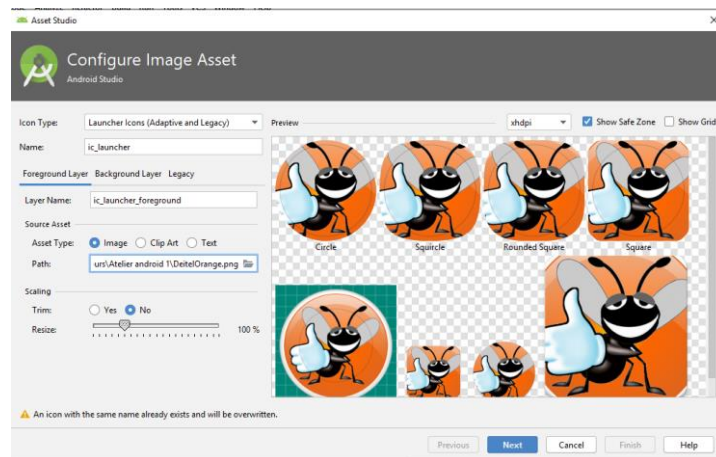 Asset Studio
Configure Image Asset
Android Studio
Icon Type: Launcher Icons (Adaptive and Legacy)
Preview xhdpi Show Safe Zone Show Grid
Name: ic_launcher
Foreground Layer Background Layer Legacy
Layer Name: ic_launcher_foreground
Source Asset
Asset Type: Image Clip Art Text
Path: urs\Atelier android 1\DeitelOrange.png
Circle Squircle Rounded Square Square
Scaling
Trim: Yes No
Resize: 100 %
An icon with the same name already exists and will be overwritten.
Previous Next Cancel Finish Help